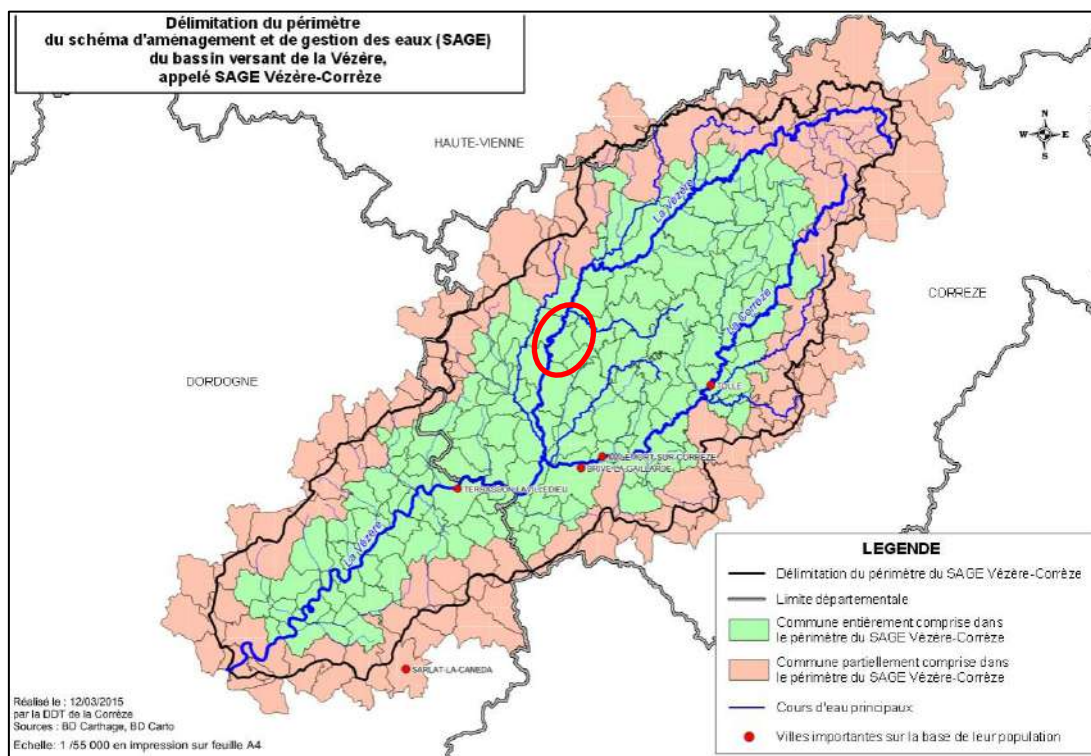 Délimitation du périmètre
du schéma d'aménagement et de gestion des eaux (SAGE)
du bassin versant de la Vézère,
appelé SAGE Vézère-Corrèze
HAUTE-VIENNE
N
W E
S
La Vézère
CORREZE
La Corrèze
DORDOGNE
TULLE
MALEMORT-SUR-CORREZE
BRIVE-LA-GAILLARDE
TERRASSON-LAVILLEDIEU
La Vézère
SARLAT-LA-CANEDA
LEGENDE
Délimitation du périmètre du SAGE Vézère-Corrèze
Limite départementale
Commune entièrement comprise dans
le périmètre du SAGE Vézère-Corrèze
Commune partiellement comprise dans
le périmètre du SAGE Vézère-Corrèze
Cours d'eau principaux
Villes importantes sur la base de leur population
Réalisé le : 12/03/2015
par la DDT de la Corrèze
Sources : BD Carthage, BD Carto
Echelle: 1 /55 000 en impression sur feuille A4